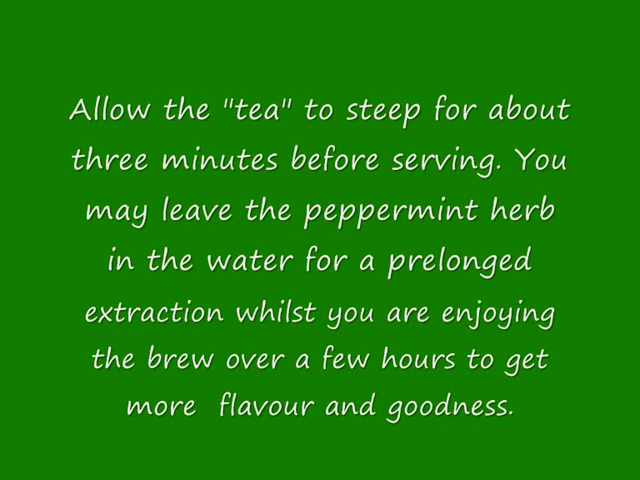 Allow the "tea" to steep for about
three minutes before serving. You
may leave the peppermint herb
in the water for a prelonged
extraction whilst you are enjoying
the brew over a few hours to get
more  flavour and goodness.